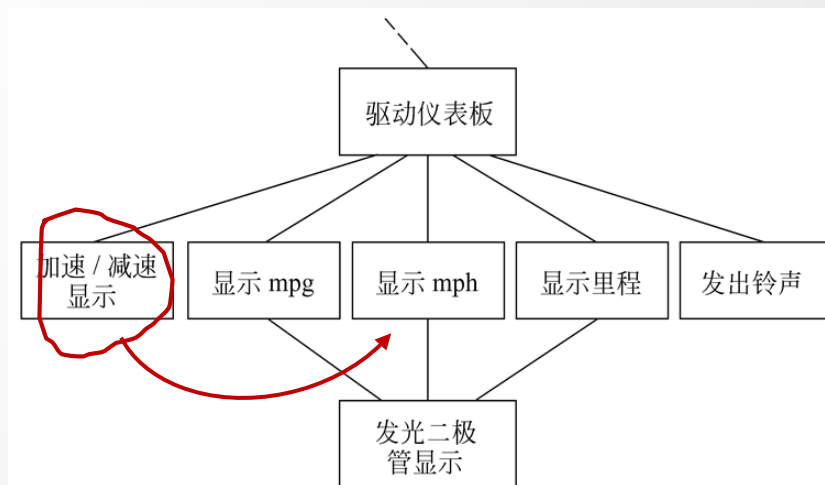 驱动仪表板
加速 / 减速
显示
显示 mpg
显示 mph
显示里程
发出铃声
发光二极
管显示